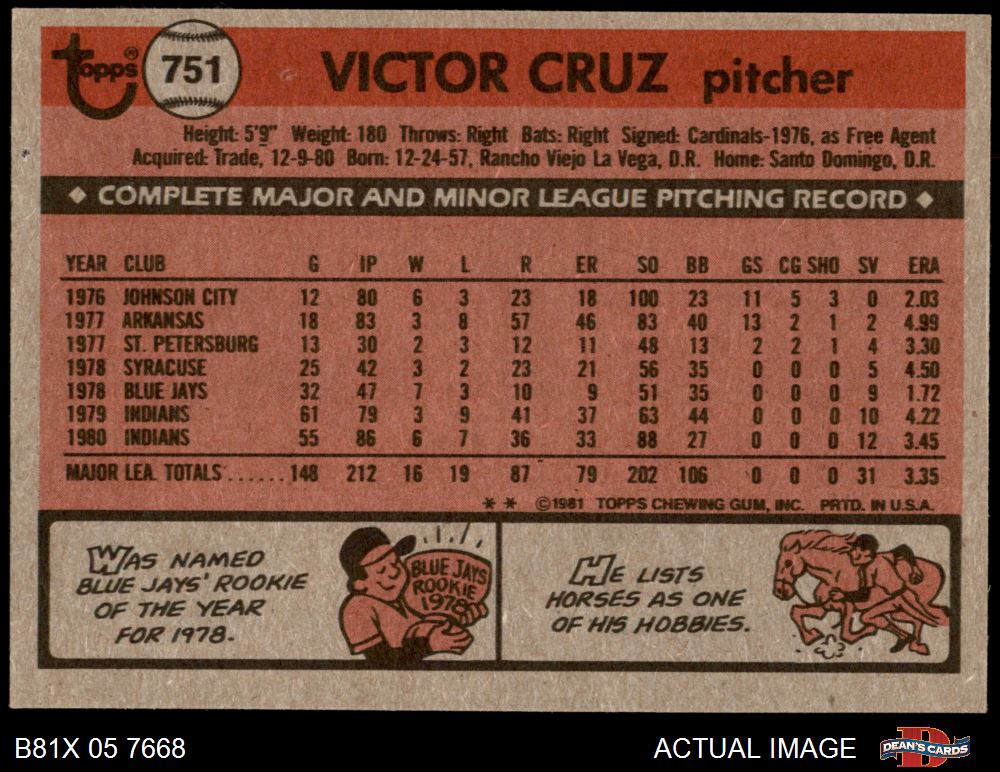 Topps® 751 VICTOR CRUZ pitcher
Height: 5'9" Weight: 180 Throws: Right Bats: Right Signed: Cardinals-1976, as Free Agent
Acquired: Trade, 12-9-80 Born: 12-24-57, Rancho Viejo La Vega, D.R. Home: Santo Domingo, D.R.
◆ COMPLETE MAJOR AND MINOR LEAGUE PITCHING RECORD ◆
YEAR CLUB G IP W L R ER SO BB GS CG SHO SV ERA
1976 JOHNSON CITY 12 80 6 3 23 18 100 23 11 5 3 0 2.03
1977 ARKANSAS 18 83 3 8 57 46 83 40 13 2 1 2 4.99
1977 ST. PETERSBURG 13 30 2 3 12 11 48 13 2 2 1 4 3.30
1978 SYRACUSE 25 42 3 2 23 21 56 35 0 0 0 5 4.50
1978 BLUE JAYS 32 47 7 3 10 9 51 35 0 0 0 9 1.72
1979 INDIANS 61 79 3 9 41 37 63 44 0 0 0 10 4.22
1980 INDIANS 55 86 6 7 36 33 88 27 0 0 0 12 3.45
MAJOR LEA. TOTALS...... 148 212 16 19 87 79 202 106 0 0 0 31 3.35
* * ©1981 TOPPS CHEWING GUM, INC. PRTD. IN U.S.A.
WAS NAMED
BLUE JAYS' ROOKIE
OF THE YEAR
FOR 1978.
BLUE JAYS
ROOKIE
1978
HE LISTS
HORSES AS ONE
OF HIS HOBBIES.
B81X 05 7668 ACTUAL IMAGE DEAN'S CARDS